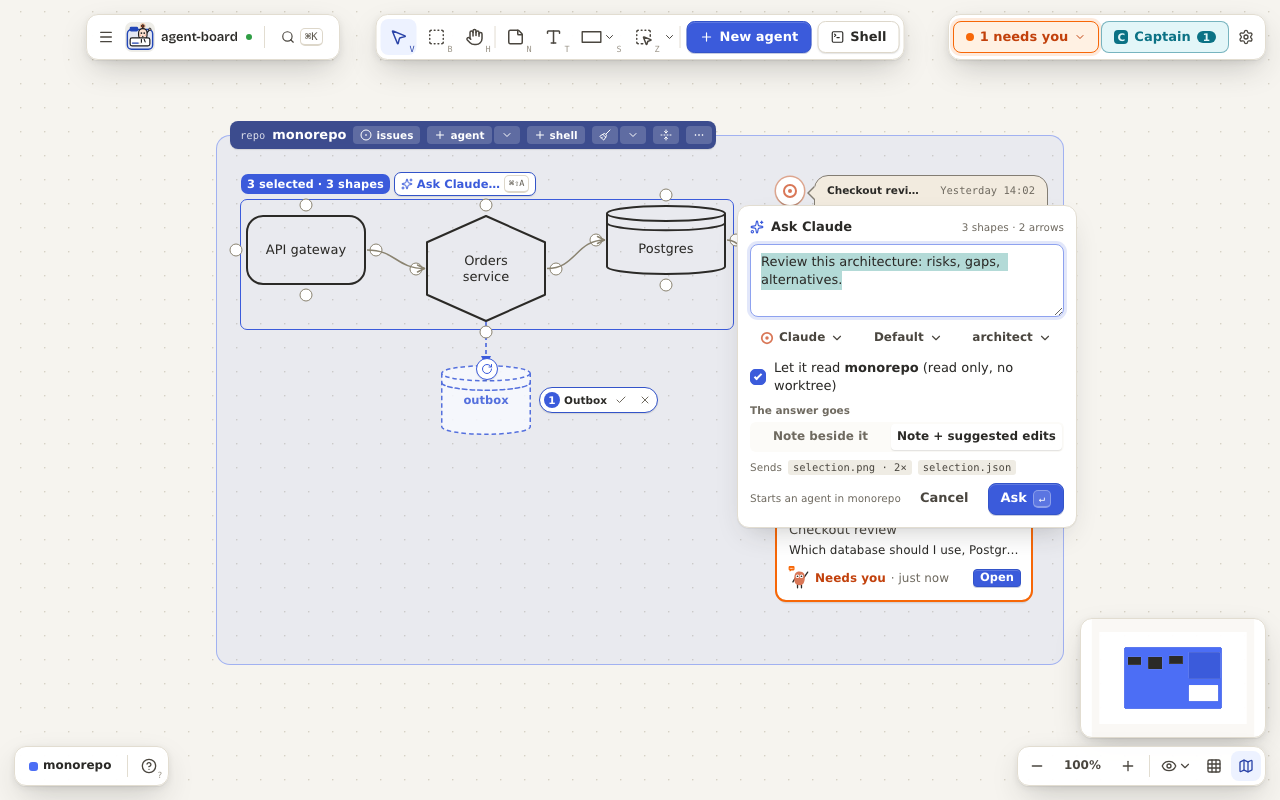 agent-board
⌘K
V
B
H
N
T
S
Z
New agent
Shell
1 needs you
C Captain 1
repo monorepo issues agent shell
3 selected · 3 shapes
Ask Claude… ⌘⇧A
Checkout revi… Yesterday 14:02
API gateway
Orders
service
Postgres
outbox
1 Outbox
Ask Claude
3 shapes · 2 arrows
Review this architecture: risks, gaps,
alternatives.
Claude Default architect
Let it read monorepo (read only, no
worktree)
The answer goes
Note beside it Note + suggested edits
Sends selection.png · 2× selection.json
Starts an agent in monorepo Cancel Ask ↵
Checkout review
Which database should I use, Postgr…
Needs you · just now Open
monorepo
?
100%